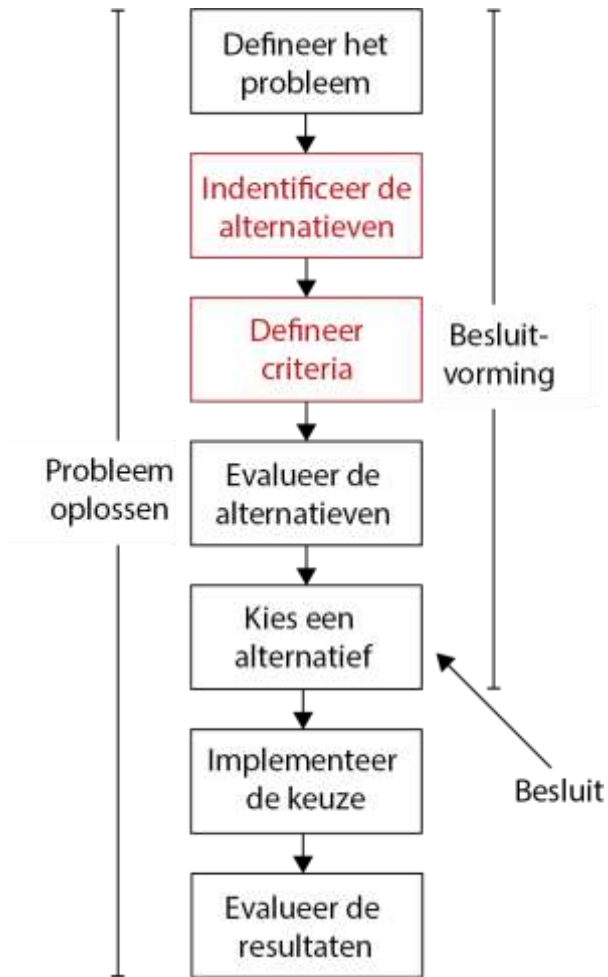 Defineer het
probleem
Indentificeer de
alternatieven
Defineer
criteria
Besluit-
vorming
Probleem
oplossen
Evalueer de
alternatieven
Kies een
alternatief
Implementeer
de keuze
Besluit
Evalueer de
resultaten